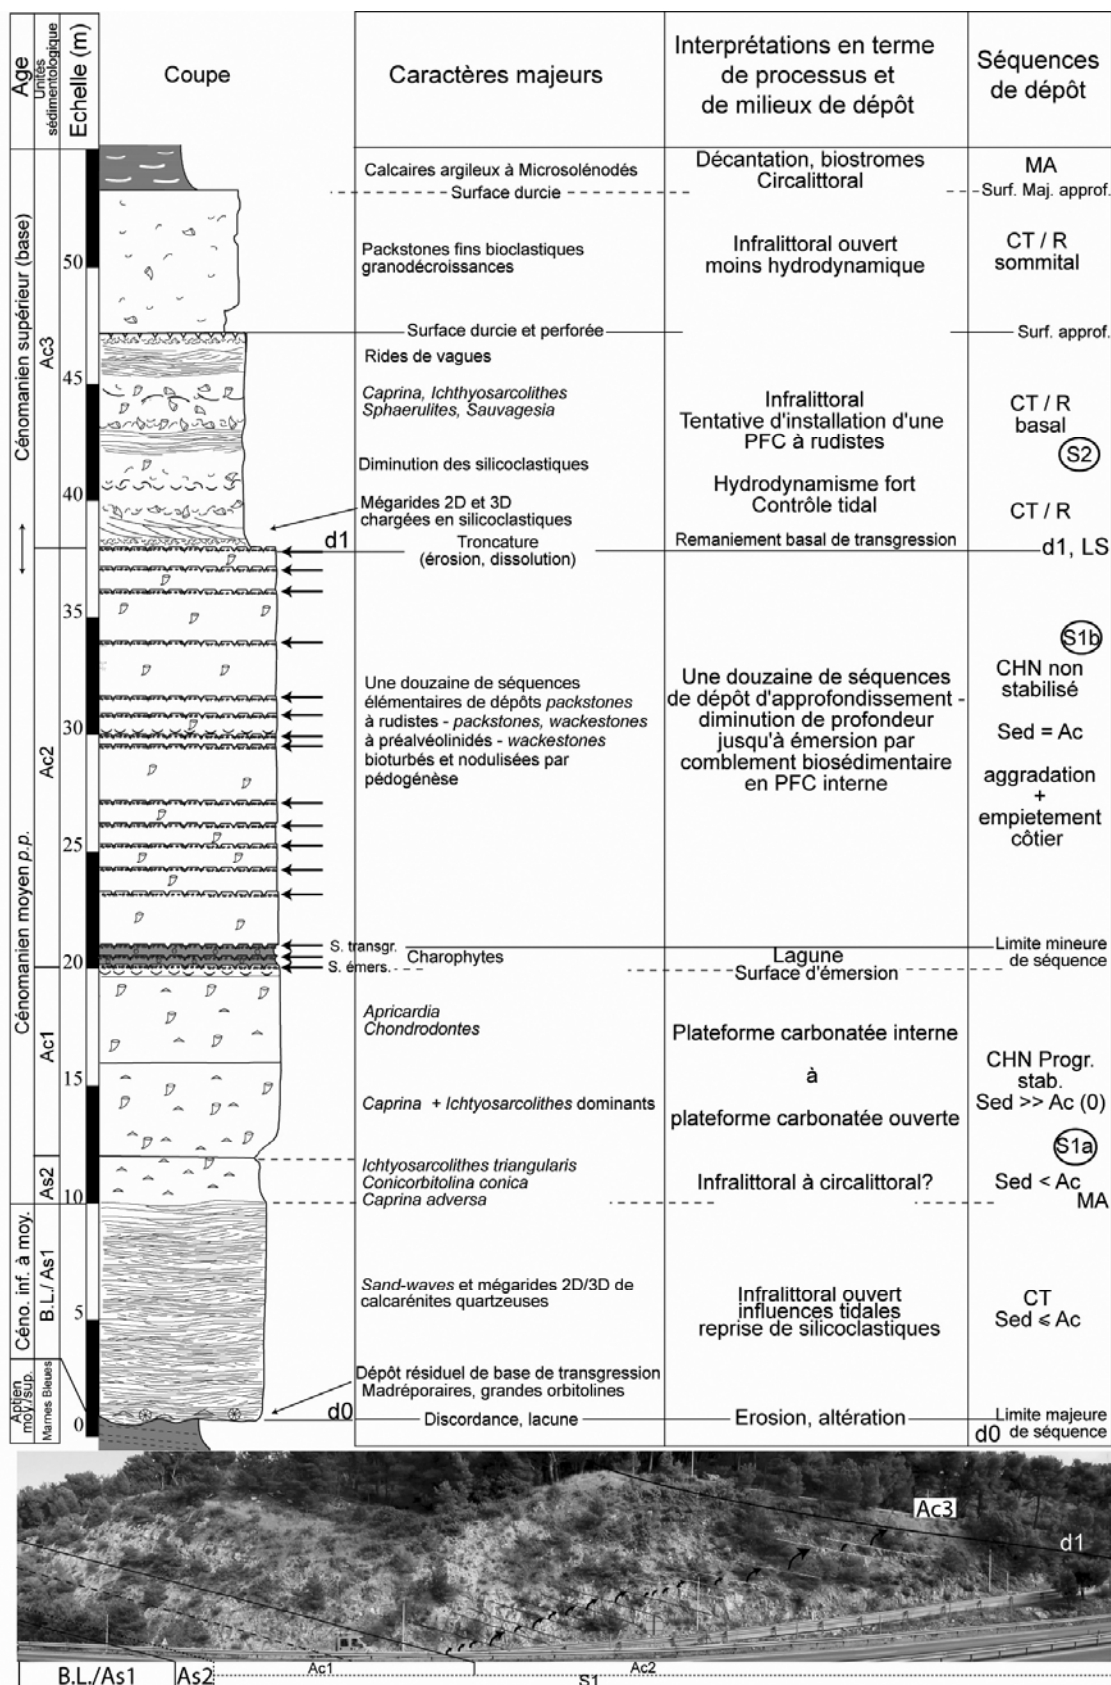 Age
Unités
sédimentologique
Echelle (m)
Coupe
Caractères majeurs
Interprétations en terme
de processus et
de milieux de dépôt
Séquences
de dépôt
Cénomanien supérieur (base)
Cénomanien moyen p.p.
Céno. inf. à moy.
Aptien
moy./sup.
Ac3
Ac2
Ac1
As2
B.L./ As1
Marnes Bleues
50
45
40
35
30
25
20
15
10
5
0
Calcaires argileux à Microsolénodés
Décantation, biostromes
Circalittoral
MA
Surface durcie
Surf. Maj. approf.
Packstones fins bioclastiques
granodécroissances
Infralittoral ouvert
moins hydrodynamique
CT / R
sommital
Surface durcie et perforée
Surf. approf.
Rides de vagues
Caprina, Ichthyosarcolithes
Sphaerulites, Sauvagesia
Infralittoral
Tentative d'installation d'une
PFC à rudistes
CT / R
basal
S2
Diminution des silicoclastiques
Hydrodynamisme fort
Contrôle tidal
Mégarides 2D et 3D
chargées en silicoclastiques
CT / R
d1
Troncature
(érosion, dissolution)
Remaniement basal de transgression
d1, LS
S1b
CHN non
stabilisé
Sed = Ac
aggradation
+
empietement
côtier
Une douzaine de séquences
élémentaires de dépôts packstones
à rudistes - packstones, wackestones
à préalvéolinidés - wackestones
bioturbés et nodulisées par
pédogénèse
Une douzaine de séquences
de dépôt d'approfondissement -
diminution de profondeur
jusqu'à émersion par
comblement biosédimentaire
en PFC interne
S. transgr.
S. émers.
Charophytes
Lagune
Surface d'émersion
Limite mineure
de séquence
Apricardia
Chondrodontes
Plateforme carbonatée interne
à
plateforme carbonatée ouverte
CHN Progr.
stab.
Sed >> Ac (0)
Caprina + Ichtyosarcolithes dominants
S1a
Ichtyosarcolithes triangularis
Conicorbitolina conica
Caprina adversa
Infralittoral à circalittoral?
Sed < Ac
MA
Sand-waves et mégarides 2D/3D de
calcarénites quartzeuses
Infralittoral ouvert
influences tidales
reprise de silicoclastiques
CT
Sed ⩽ Ac
Dépôt résiduel de base de transgression
Madréporaires, grandes orbitolines
d0
Discordance, lacune
Erosion, altération
Limite majeure
d0 de séquence
Ac3
d1
B.L./As1
As2
Ac1
Ac2
S1